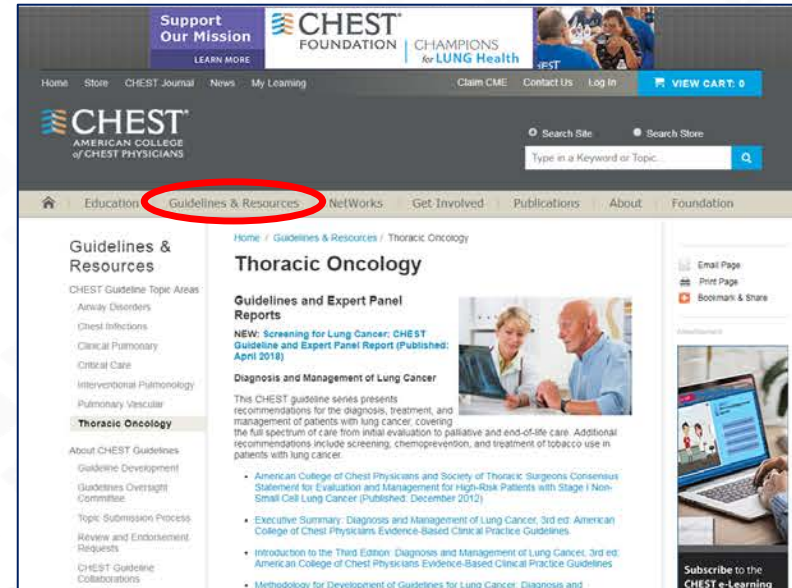 Support
Our Mission
LEARN MORE
CHEST®
FOUNDATION
CHAMPIONS
for LUNG Health
Home Store CHEST Journal News My Learning
Claim CME Contact Us Log In VIEW CART: 0
CHEST®
AMERICAN COLLEGE
of CHEST PHYSICIANS
Search Site Search Store
Type in a Keyword or Topic...
Education Guidelines & Resources NetWorks Get Involved Publications About Foundation
Guidelines &
Resources
CHEST Guideline Topic Areas
Airway Disorders
Chest Infections
Clinical Pulmonary
Critical Care
Interventional Pulmonology
Pulmonary Vascular
Thoracic Oncology
About CHEST Guidelines
Guideline Development
Guidelines Oversight
Committee
Topic Submission Process
Review and Endorsement
Requests
CHEST Guideline
Collaborations
Home / Guidelines & Resources / Thoracic Oncology
Thoracic Oncology
Guidelines and Expert Panel
Reports
NEW: Screening for Lung Cancer: CHEST
Guideline and Expert Panel Report (Published:
April 2018)
Diagnosis and Management of Lung Cancer
This CHEST guideline series presents
recommendations for the diagnosis, treatment, and
management of patients with lung cancer, covering
the full spectrum of care from initial evaluation to palliative and end-of-life care. Additional
recommendations include screening, chemoprevention, and treatment of tobacco use in
patients with lung cancer.
• American College of Chest Physicians and Society of Thoracic Surgeons Consensus
Statement for Evaluation and Management for High-Risk Patients with Stage I Non-
Small Cell Lung Cancer (Published: December 2012)
• Executive Summary: Diagnosis and Management of Lung Cancer, 3rd ed: American
College of Chest Physicians Evidence-Based Clinical Practice Guidelines
• Introduction to the Third Edition: Diagnosis and Management of Lung Cancer, 3rd ed:
American College of Chest Physicians Evidence-Based Clinical Practice Guidelines
• Methodology for Development of Guidelines for Lung Cancer: Diagnosis and
Email Page
Print Page
Bookmark & Share
Advertisement
Subscribe to the
CHEST e-Learning